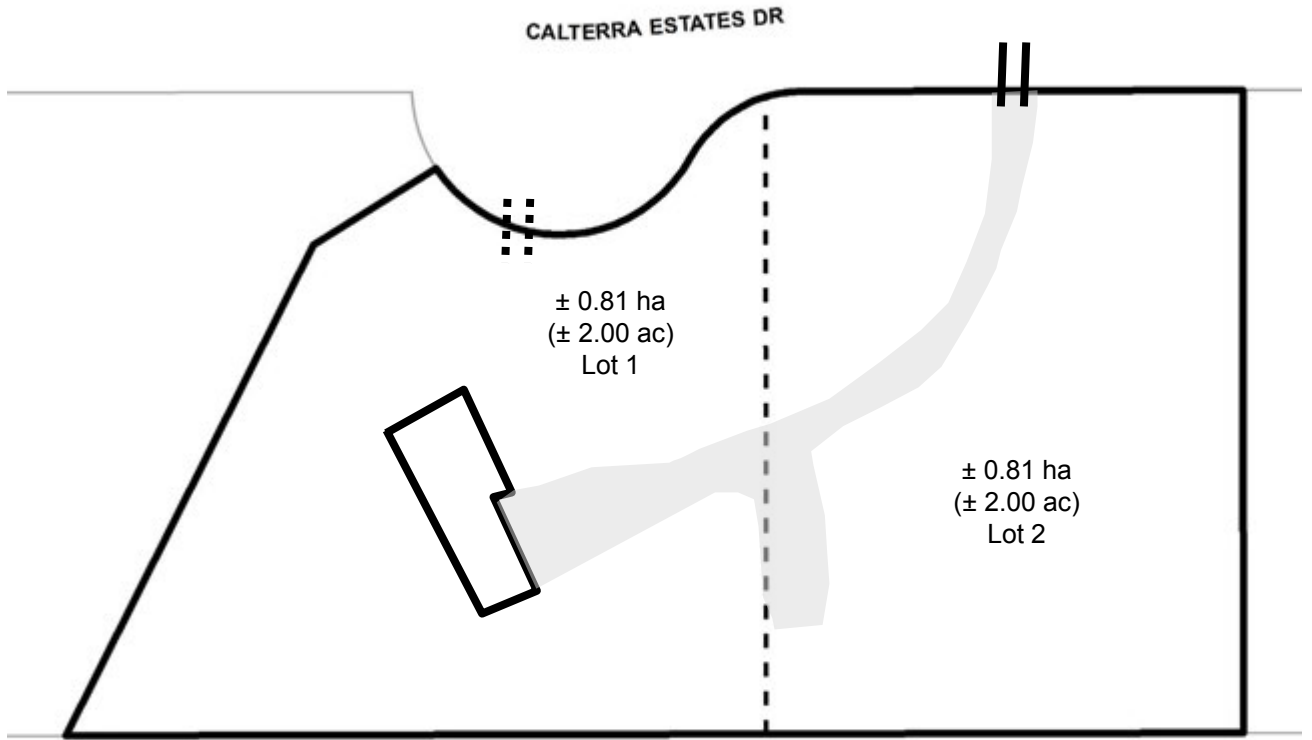 CALTERRA ESTATES DR
± 0.81 ha
(± 2.00 ac)
Lot 1
± 0.81 ha
(± 2.00 ac)
Lot 2